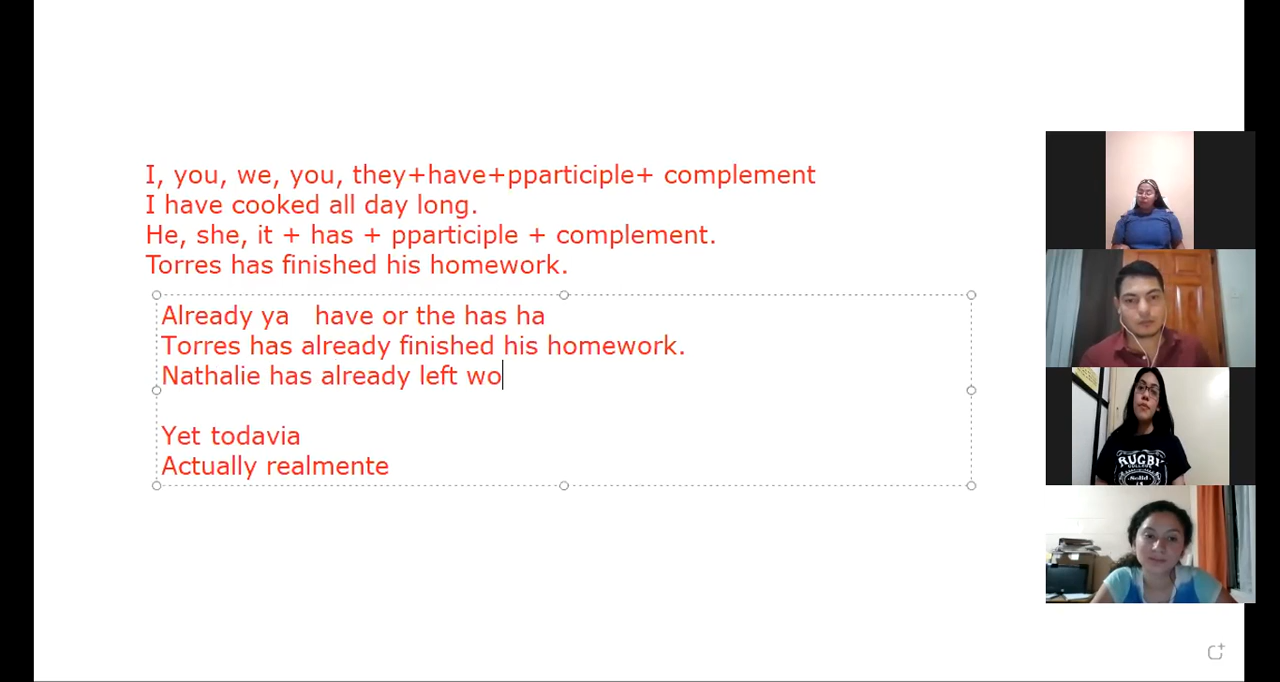 I, you, we, you, they+have+pparticiple+ complement
I have cooked all day long.
He, she, it + has + pparticiple + complement.
Torres has finished his homework.
Already ya   have or the has ha
Torres has already finished his homework.
Nathalie has already left wo
Yet todavia
Actually realmente
RUGBY